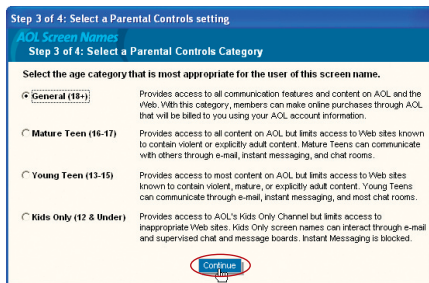 Step 3 of 4: Select a Parental Controls setting
AOL Screen Names
Step 3 of 4: Select a Parental Controls Category
Select the age category that is most appropriate for the user of this screen name.
General (18+)
Provides access to all communication features and content on AOL and the
Web. With this category, members can make online purchases through AOL
that will be billed to you using your AOL account information.
Mature Teen (16-17)
Provides access to all content on AOL but limits access to Web sites known
to contain violent or explicitly adult content. Mature Teens can communicate
with others through e-mail, instant messaging, and chat rooms.
Young Teen (13-15)
Provides access to most content on AOL but limits access to Web sites
known to contain violent, mature, or explicitly adult content. Young Teens
can communicate through e-mail, instant messaging, and most chat rooms.
Kids Only (12 & Under)
Provides access to AOL's Kids Only Channel but limits access to
inappropriate Web sites. Kids Only screen names can interact through e-mail
and supervised chat and message boards. Instant Messaging is blocked.
Continue